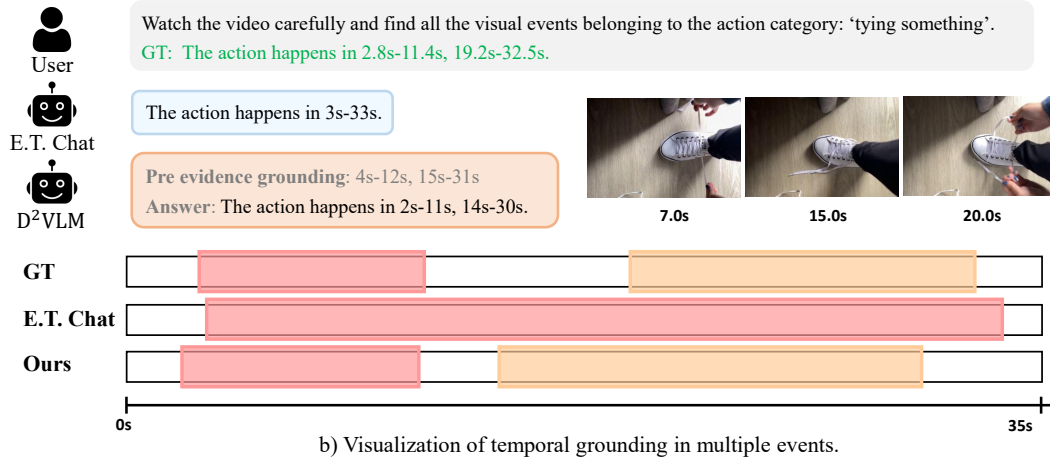 Watch the video carefully and find all the visual events belonging to the action category: ‘tying something’.
GT: The action happens in 2.8s-11.4s, 19.2s-32.5s.
User
The action happens in 3s-33s.
E.T. Chat
Pre evidence grounding: 4s-12s, 15s-31s
Answer: The action happens in 2s-11s, 14s-30s.
D²VLM
7.0s 15.0s 20.0s
GT
E.T. Chat
Ours
0s 35s
b) Visualization of temporal grounding in multiple events.